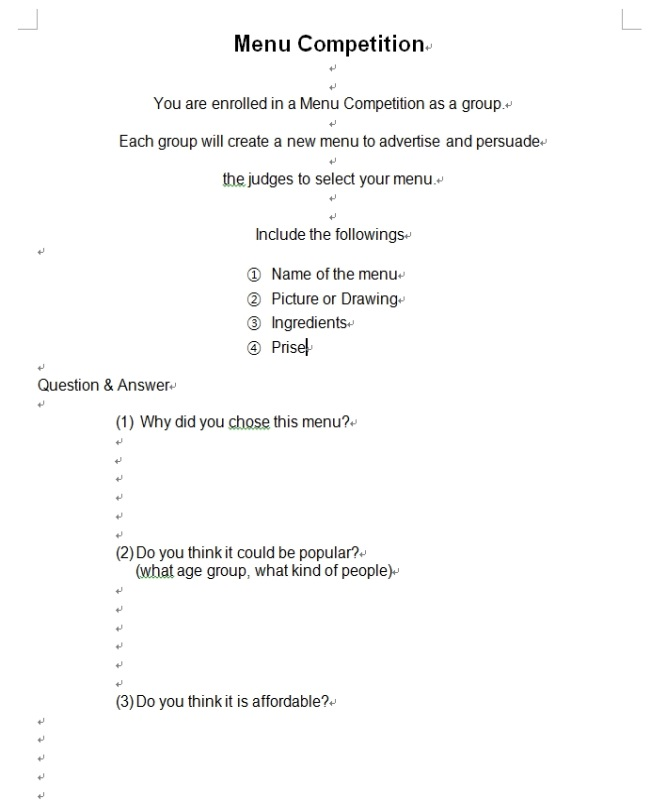 Menu Competition
You are enrolled in a Menu Competition as a group.
Each group will create a new menu to advertise and persuade
the judges to select your menu.
Include the followings
① Name of the menu
② Picture or Drawing
③ Ingredients
④ Prise
Question & Answer
(1) Why did you chose this menu?
(2) Do you think it could be popular?
(what age group, what kind of people)
(3) Do you think it is affordable?